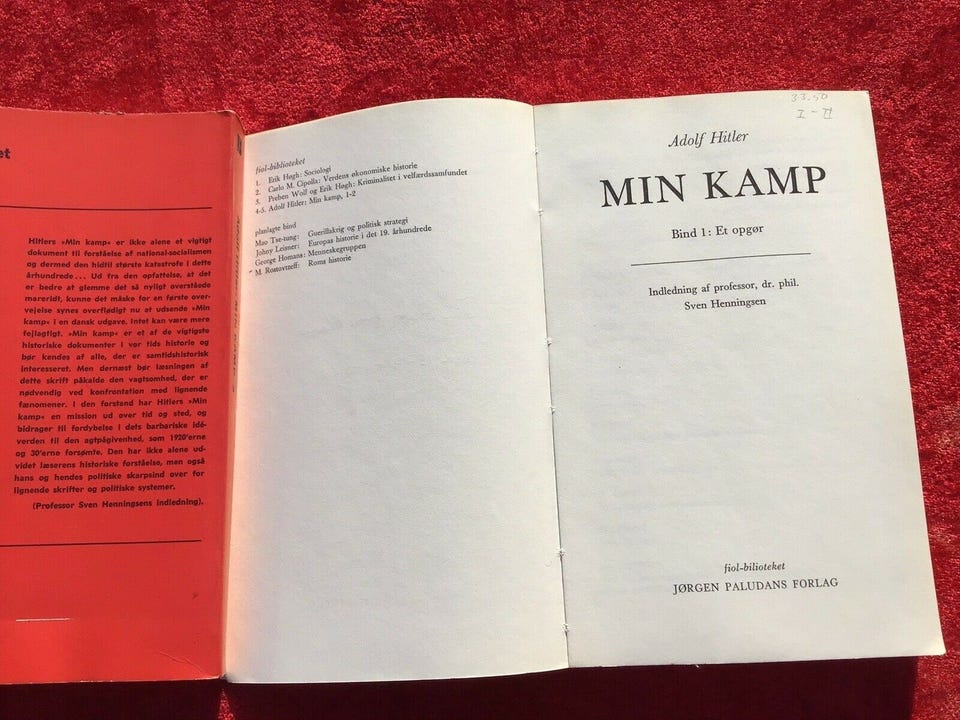 et
Hitlers »Min kamp« er ikke alene et vigtigt
dokument til forståelse af national-socialismen
og dermed den hidtil største katastrofe i dette
århundrede... Ud fra den opfattelse, at det
er bedre at glemme det så nyligt overståede
mareridt, kunne det måske for en første over-
vejelse synes overflødigt nu at udsende »Min
kamp« i en dansk udgave. Intet kan være mere
fejlagtigt. »Min kamp« er et af de vigtigste
historiske dokumenter i vor tids historie og
bør kendes af alle, der er samtidshistorisk
interesseret. Men dernæst bør læsningen af
dette skrift påkalde den vagtsomhed, der er
nødvendig ved konfrontation med lignende
fænomener. I den forstand har Hitlers »Min
kamp« en mission ud over tid og sted, og
bidrager til fordybelse i dets barbariske idé-
verden til den agtpågivenhed, som 1920'erne
og 30'erne forsømte. Den har ikke alene ud-
videt læserens historiske forståelse, men også
hans og hendes politiske skarpsind over for
lignende skrifter og politiske systemer.
(Professor Sven Henningsens indledning).
fiol-biblioteket
1. Erik Høgh: Sociologi
2. Carlo M. Cipolla: Verdens økonomiske historie
3. Preben Wolf og Erik Høgh: Kriminalitet i velfærdssamfundet
4-5. Adolf Hitler: Min kamp, 1-2
planlagte bind
Mao Tse-tung: Guerillakrig og politisk strategi
Johny Leisner: Europas historie i det 19. århundrede
George Homans: Menneskegruppen
M. Rostovtzeff: Roms historie
33.50
I - II
Adolf Hitler
MIN KAMP
Bind 1: Et opgør
Indledning af professor, dr. phil.
Sven Henningsen
fiol-bilioteket
JØRGEN PALUDANS FORLAG